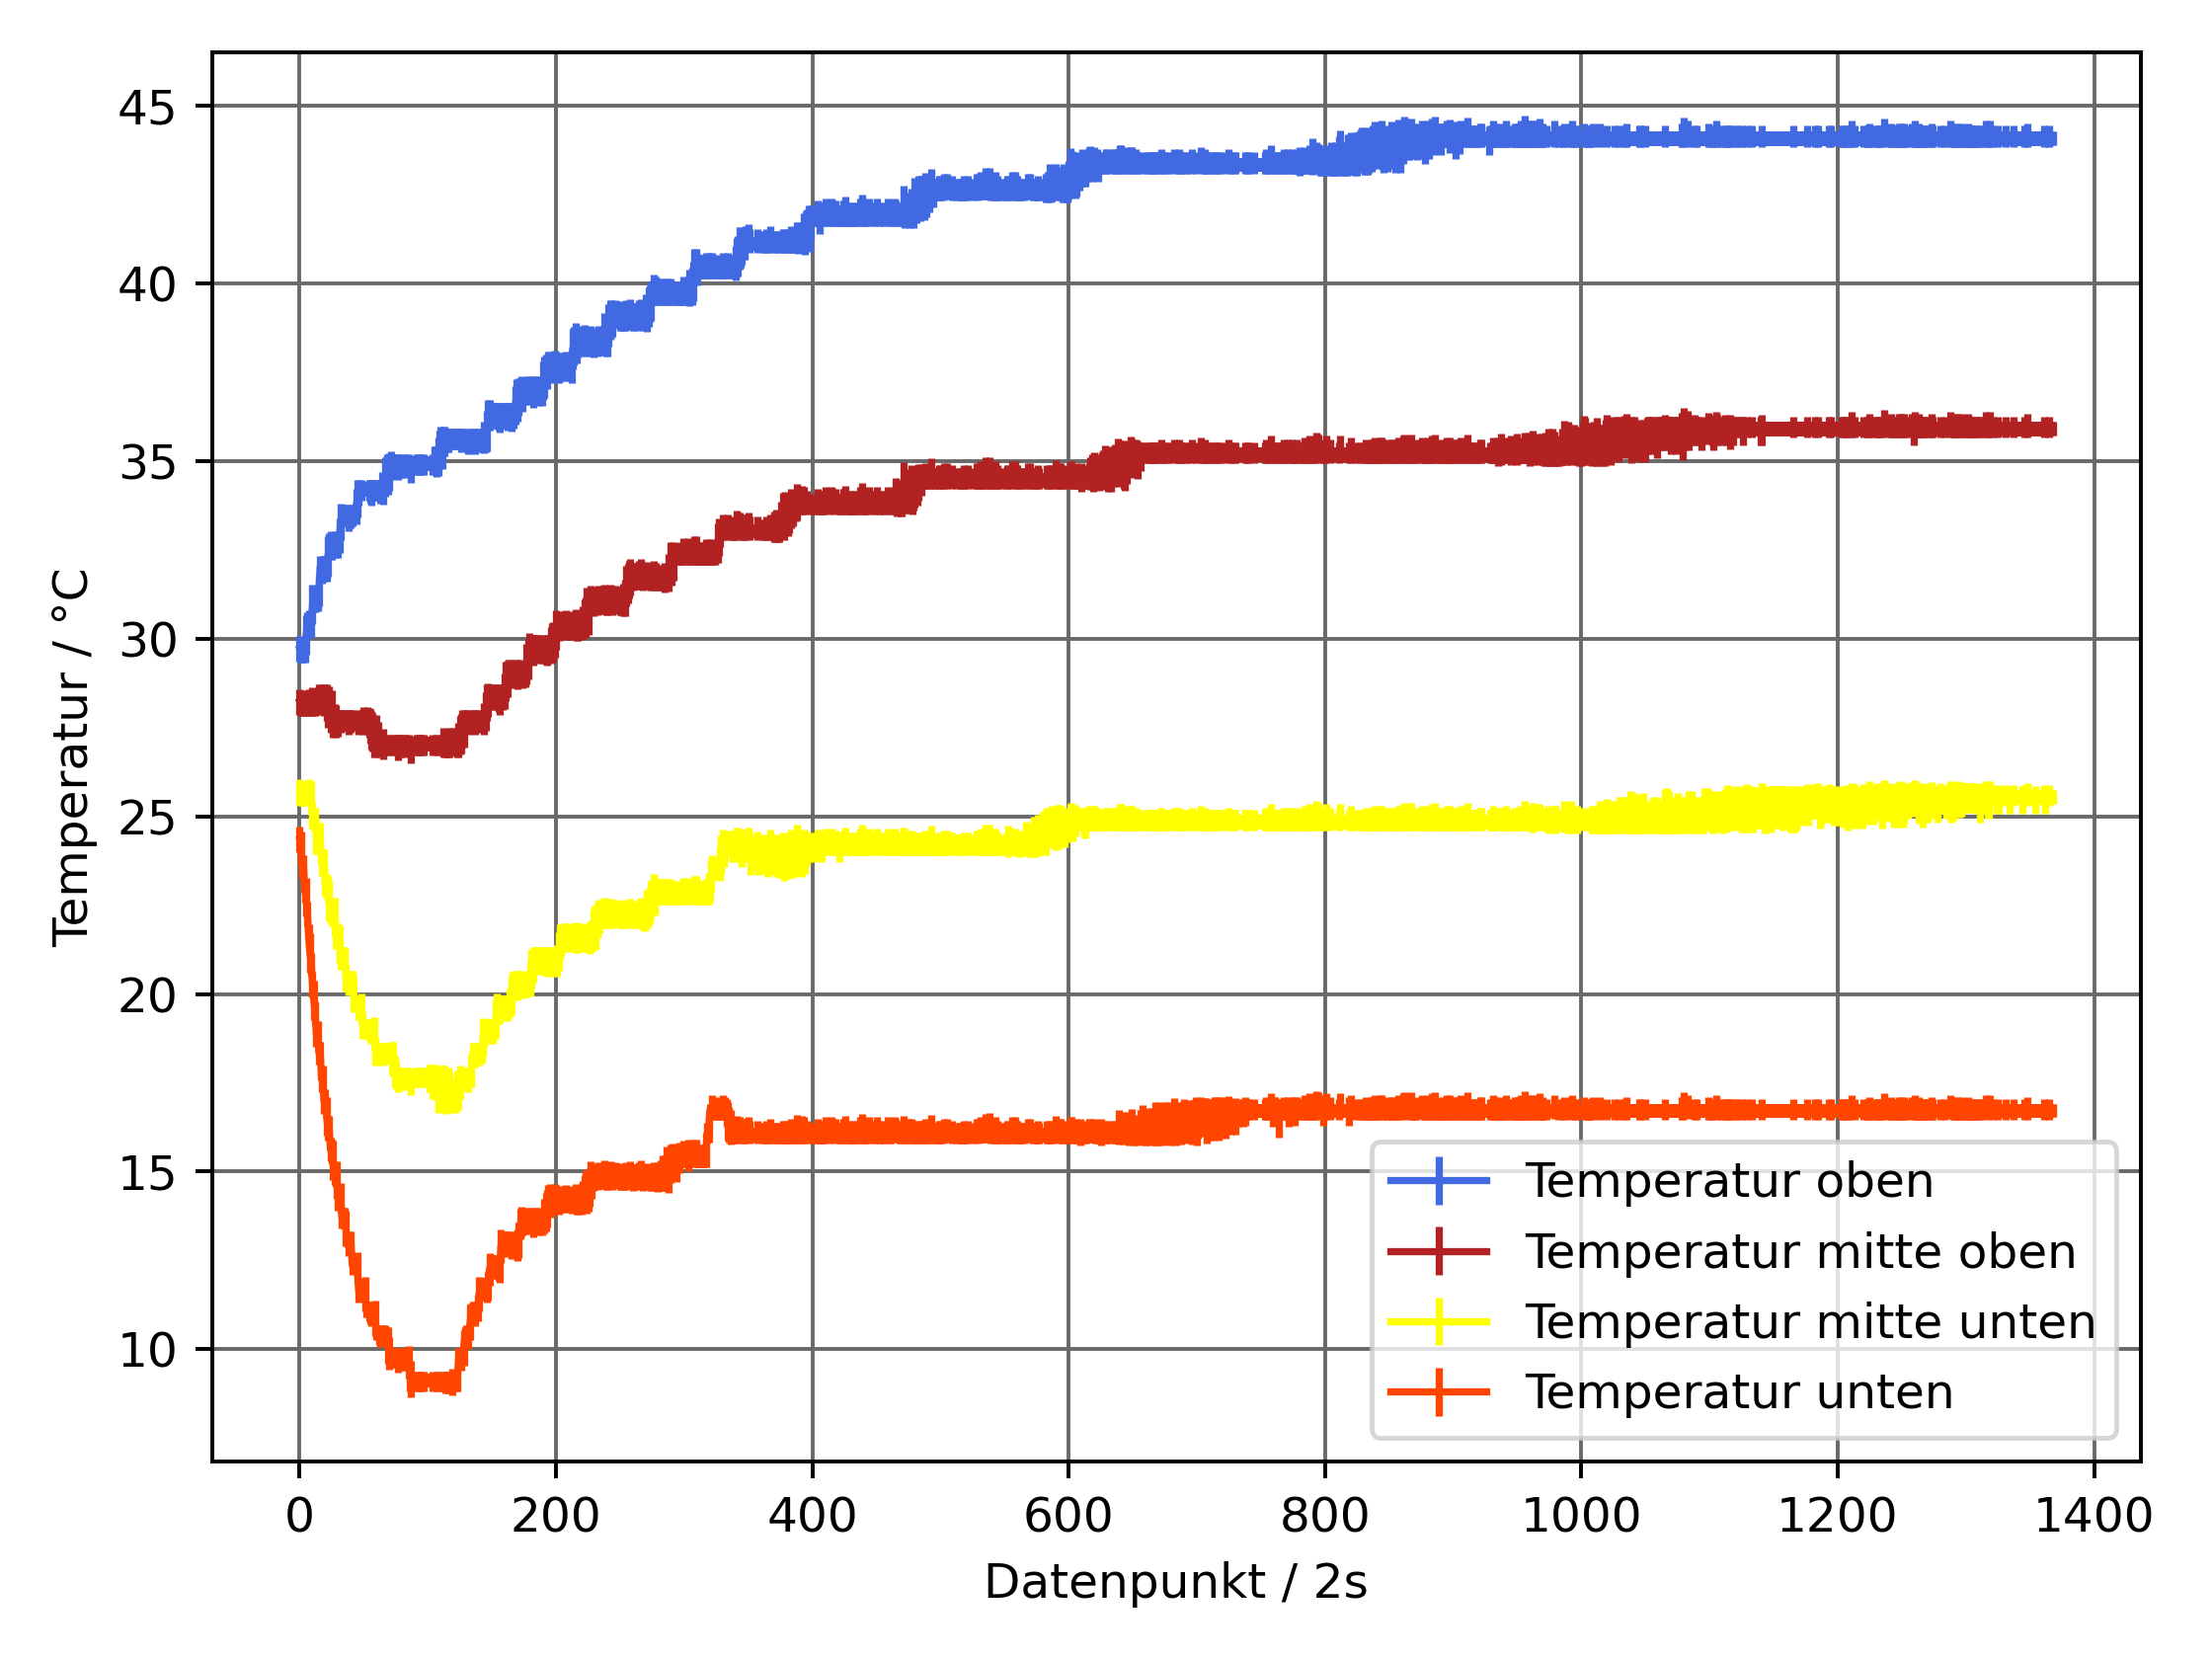 45
40
35
30
25
20
15
10
Temperatur / °C
0 200 400 600 800 1000 1200 1400
Datenpunkt / 2s
Temperatur oben
Temperatur mitte oben
Temperatur mitte unten
Temperatur unten